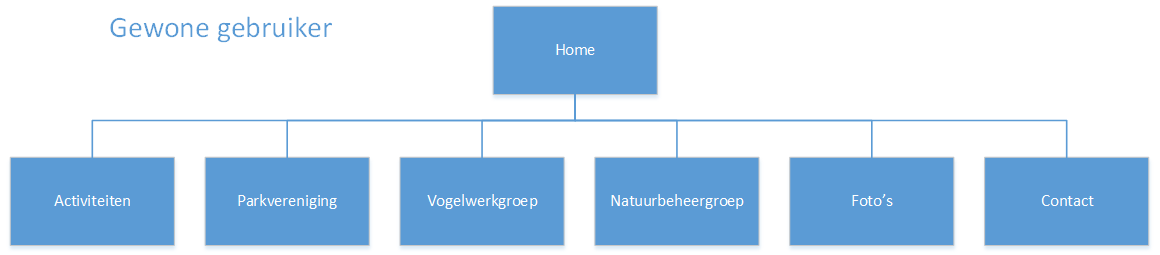 Gewone gebruiker
Home
Activiteiten
Parkvereniging
Vogelwerkgroep
Natuurbeheergroep
Foto’s
Contact